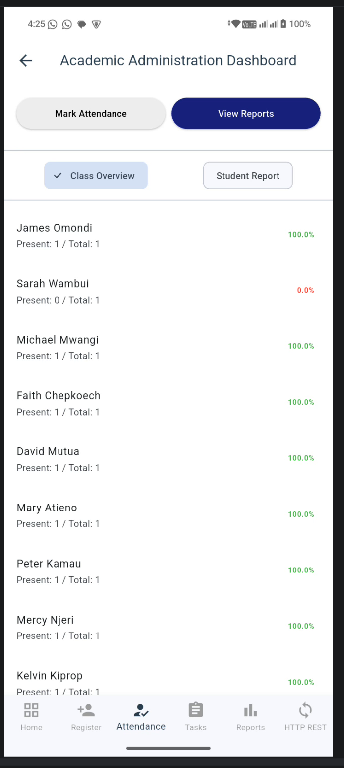 4:25 100%
Academic Administration Dashboard
Mark Attendance View Reports
Class Overview Student Report
James Omondi
Present: 1 / Total: 1 100.0%
Sarah Wambui
Present: 0 / Total: 1 0.0%
Michael Mwangi
Present: 1 / Total: 1 100.0%
Faith Chepkoech
Present: 1 / Total: 1 100.0%
David Mutua
Present: 1 / Total: 1 100.0%
Mary Atieno
Present: 1 / Total: 1 100.0%
Peter Kamau
Present: 1 / Total: 1 100.0%
Mercy Njeri
Present: 1 / Total: 1 100.0%
Kelvin Kiprop
Present: 1 / Total: 1 100.0%
Home Register Attendance Tasks Reports HTTP REST